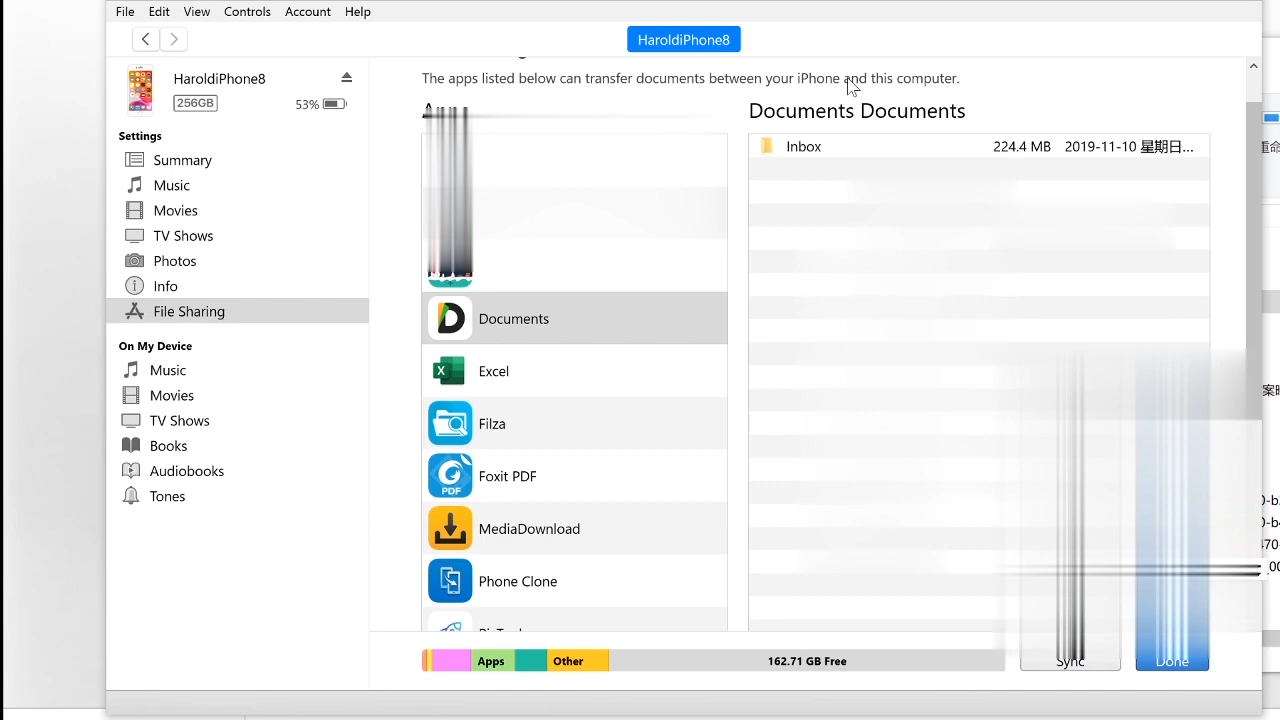 File Edit View Controls Account Help
HaroldiPhone8
HaroldiPhone8
256GB
53%
Settings
Summary
Music
Movies
TV Shows
Photos
Info
File Sharing
On My Device
Music
Movies
TV Shows
Books
Audiobooks
Tones
The apps listed below can transfer documents between your iPhone and this computer.
Documents
Excel
Filza
Foxit PDF
PDF
MediaDownload
Phone Clone
Documents Documents
Inbox 224.4 MB 2019-11-10 星期日...
Apps Other 162.71 GB Free
Sync Done
重命